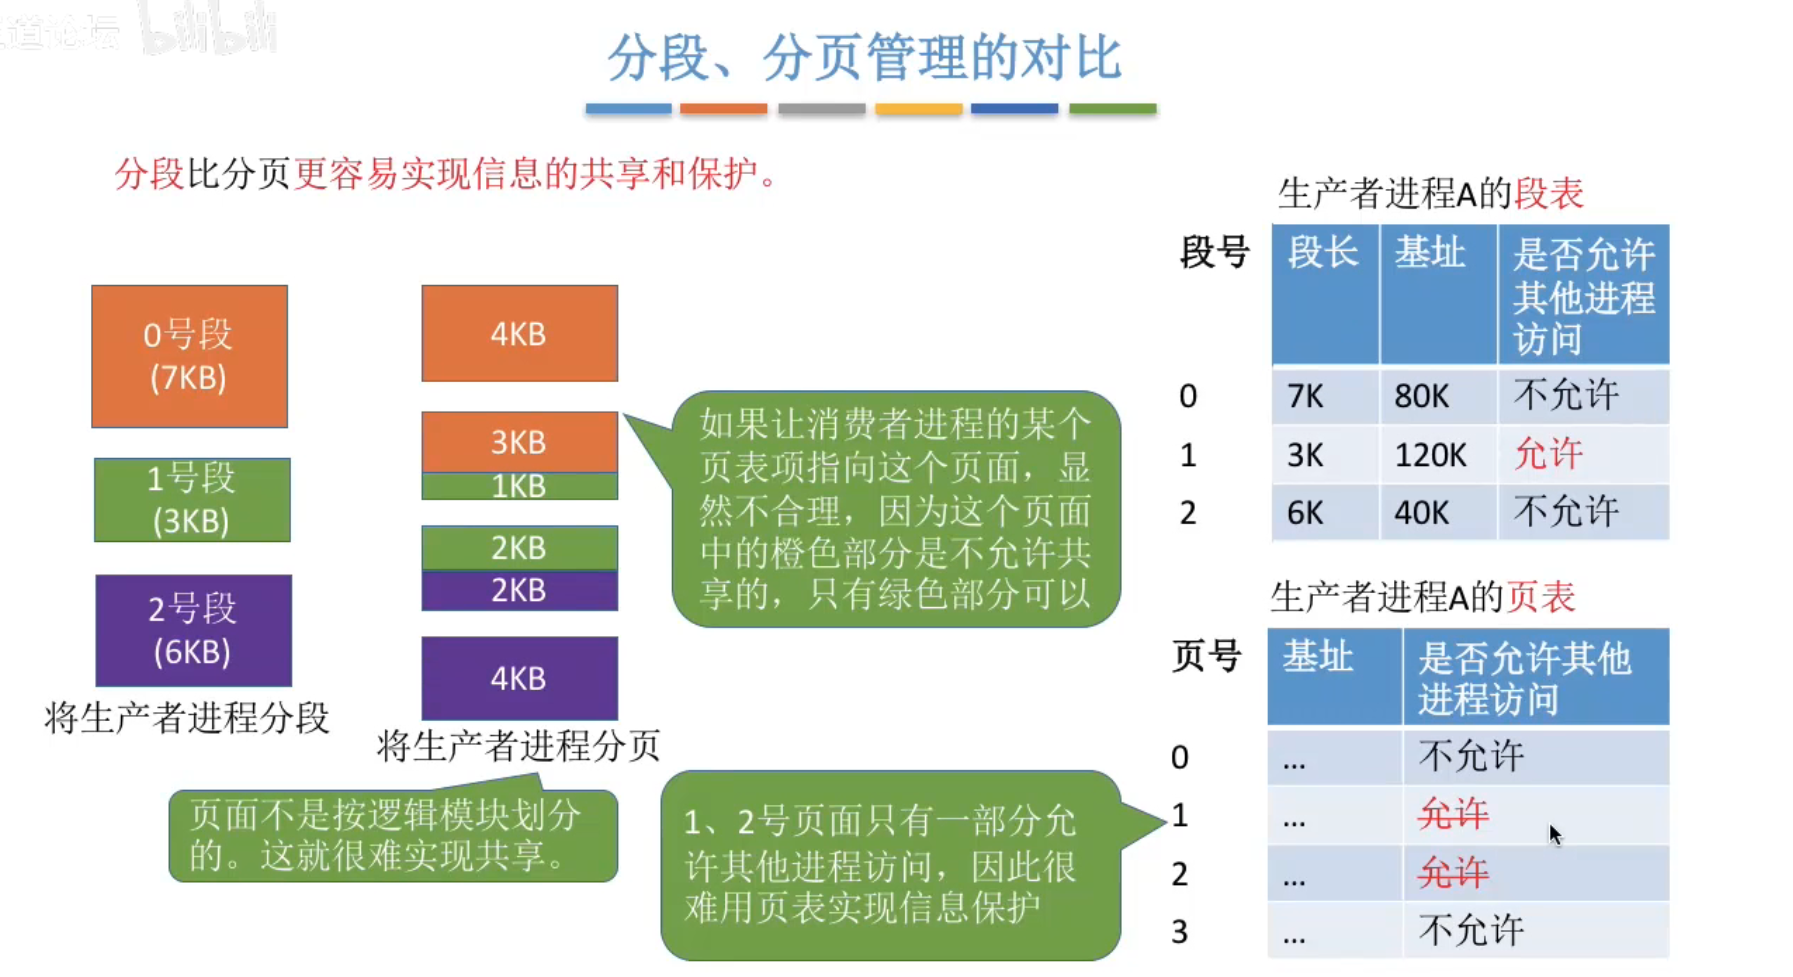 道论坛 bilibili
分段、分页管理的对比
分段比分页更容易实现信息的共享和保护。
0号段
(7KB)
1号段
(3KB)
2号段
(6KB)
将生产者进程分段
4KB
3KB
1KB
2KB
2KB
4KB
将生产者进程分页
页面不是按逻辑模块划分
的。这就很难实现共享。
如果让消费者进程的某个
页表项指向这个页面，显
然不合理，因为这个页面
中的橙色部分是不允许共
享的，只有绿色部分可以
1、2号页面只有一部分允
许其他进程访问，因此很
难用页表实现信息保护
生产者进程A的段表
段号 段长 基址 是否允许
其他进程
访问
0 7K 80K 不允许
1 3K 120K 允许
2 6K 40K 不允许
生产者进程A的页表
页号 基址 是否允许其他
进程访问
0 ... 不允许
1 ... 允许
2 ... 允许
3 ... 不允许